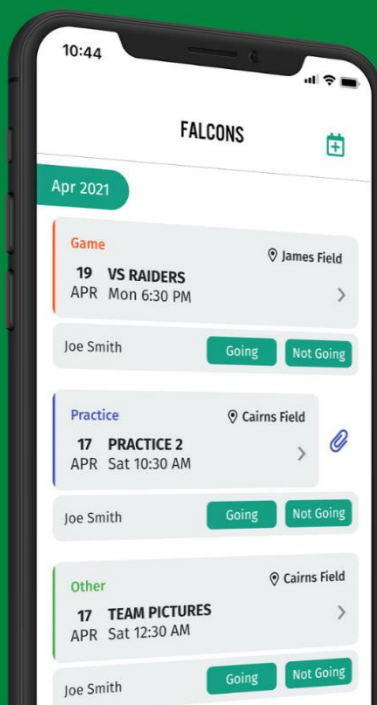 10:44
FALCONS
Apr 2021
Game
James Field
19 VS RAIDERS
APR Mon 6:30 PM
Joe Smith
Going
Not Going
Practice
Cairns Field
17 PRACTICE 2
APR Sat 10:30 AM
Joe Smith
Going
Not Going
Other
Cairns Field
17 TEAM PICTURES
APR Sat 12:30 AM
Joe Smith
Going
Not Going